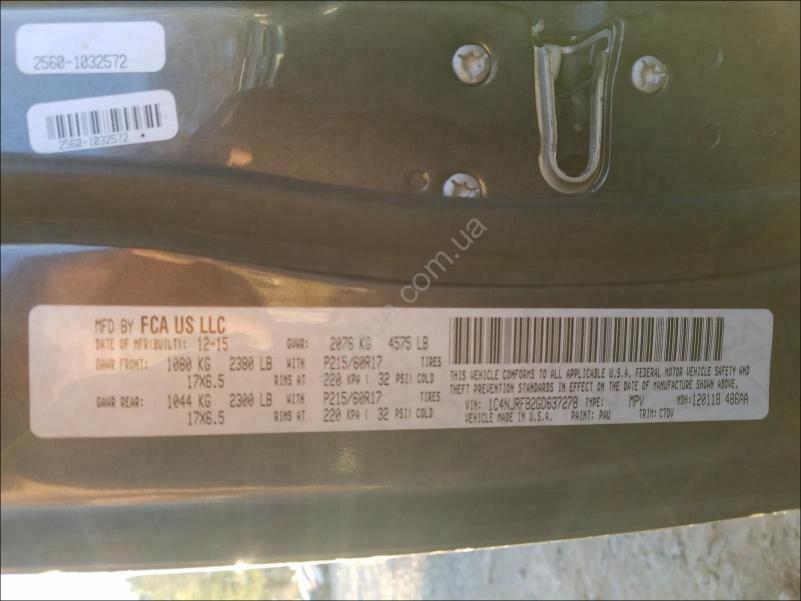 2560-1032572
2560-1032572
MFD BY FCA US LLC
DATE OF MFR(BUILT): 12-15 GVWR: 2076 KG 4575 LB
GAWR FRONT: 1080 KG 2380 LB WITH P215/60R17 TIRES
17X6.5 RIMS AT 220 KPA ( 32 PSI) COLD
GAWR REAR: 1044 KG 2300 LB WITH P215/60R17 TIRES
17X6.5 RIMS AT 220 KPA ( 32 PSI) COLD
THIS VEHICLE CONFORMS TO ALL APPLICABLE U.S.A. FEDERAL MOTOR VEHICLE SAFETY AND
THEFT PREVENTION STANDARDS IN EFFECT ON THE DATE OF MANUFACTURE SHOWN ABOVE.
VIN: 1C4NJRFB2GD637278 TYPE: MPV MDH:120118 486AA
VEHICLE MADE IN U.S.A. PAINT: PAU TRIM: C7DV
.com.ua